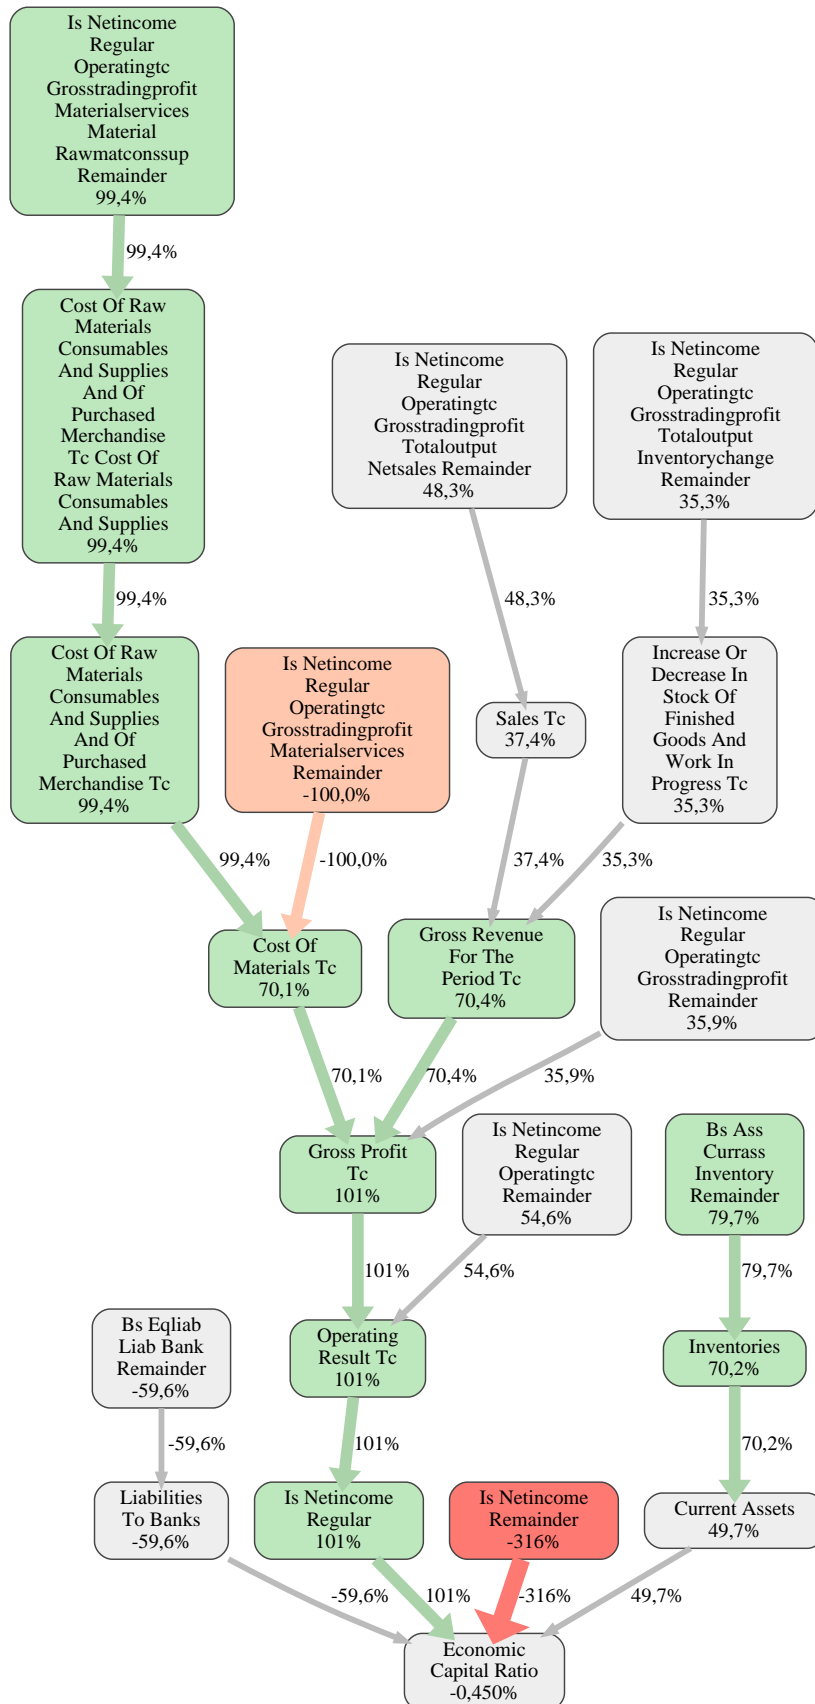 Is Netincome
Regular
Operatingtc
Grosstradingprofit
Materialservices
Material
Rawmatconssup
Remainder
99,4%
99,4%
Cost Of Raw
Materials
Consumables
And Supplies
And Of
Purchased
Merchandise
Tc Cost Of
Raw Materials
Consumables
And Supplies
99,4%
Is Netincome
Regular
Operatingtc
Grosstradingprofit
Totaloutput
Netsales Remainder
48,3%
Is Netincome
Regular
Operatingtc
Grosstradingprofit
Totaloutput
Inventorychange
Remainder
35,3%
99,4%
48,3%
35,3%
Cost Of Raw
Materials
Consumables
And Supplies
And Of
Purchased
Merchandise Tc
99,4%
Is Netincome
Regular
Operatingtc
Grosstradingprofit
Materialservices
Remainder
-100,0%
Sales Tc
37,4%
Increase Or
Decrease In
Stock Of
Finished
Goods And
Work In
Progress Tc
35,3%
99,4%
-100,0%
37,4%
35,3%
Cost Of
Materials Tc
70,1%
Gross Revenue
For The
Period Tc
70,4%
Is Netincome
Regular
Operatingtc
Grosstradingprofit
Remainder
35,9%
70,1%
70,4%
35,9%
Gross Profit
Tc
101%
Is Netincome
Regular
Operatingtc
Remainder
54,6%
Bs Ass
Currass
Inventory
Remainder
79,7%
101%
54,6%
79,7%
Bs Eqliab
Liab Bank
Remainder
-59,6%
Operating
Result Tc
101%
Inventories
70,2%
-59,6%
101%
70,2%
Liabilities
To Banks
-59,6%
Is Netincome
Regular
101%
Is Netincome
Remainder
-316%
Current Assets
49,7%
-59,6%
101%
-316%
49,7%
Economic
Capital Ratio
-0,450%